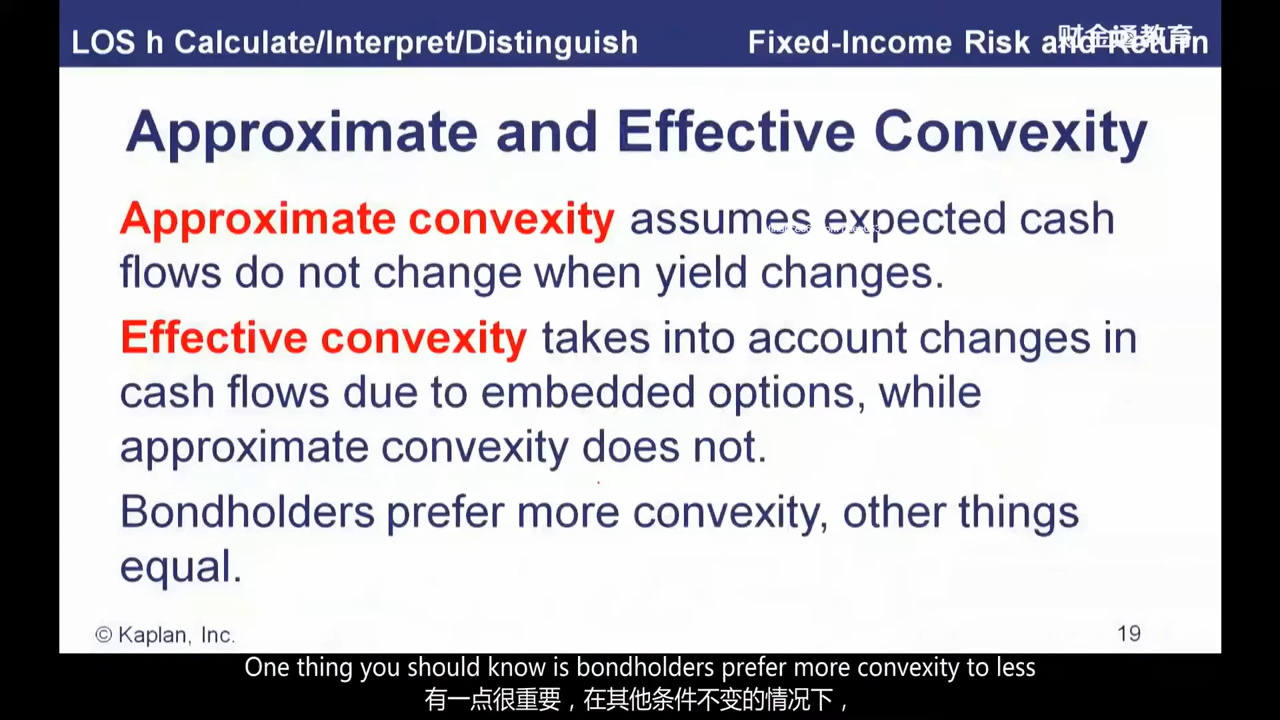 LOS h Calculate/Interpret/Distinguish
Fixed-Income Risk and Return
财金通教育
Approximate and Effective Convexity
Approximate convexity assumes expected cash
flows do not change when yield changes.
Effective convexity takes into account changes in
cash flows due to embedded options, while
approximate convexity does not.
Bondholders prefer more convexity, other things
equal.
© Kaplan, Inc.
19
One thing you should know is bondholders prefer more convexity to less
有一点很重要，在其他条件不变的情况下，